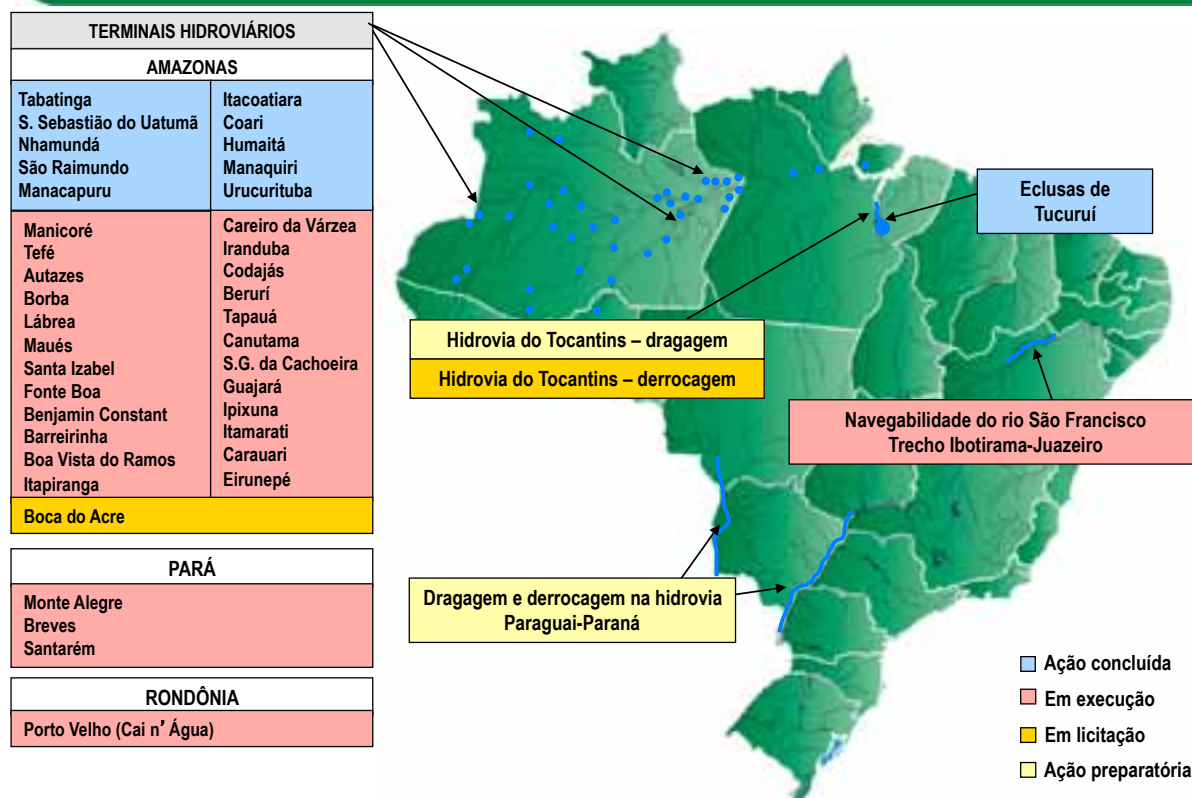 TERMINAIS HIDROVIÁRIOS
AMAZONAS
Tabatinga
S. Sebastião do Uatumã
Nhamundá
São Raimundo
Manacapuru
Itacoatiara
Coari
Humaitá
Manaquiri
Urucurituba
Manicoré
Tefé
Autazes
Borba
Lábrea
Maués
Santa Izabel
Fonte Boa
Benjamin Constant
Barreirinha
Boa Vista do Ramos
Itapiranga
Careiro da Várzea
Iranduba
Codajás
Berurí
Tapauá
Canutama
S.G. da Cachoeira
Guajará
Ipixuna
Itamarati
Carauari
Eirunepé
Boca do Acre
PARÁ
Monte Alegre
Breves
Santarém
RONDÔNIA
Porto Velho (Cai n’ Água)
Eclusas de
Tucuruí
Hidrovia do Tocantins – dragagem
Hidrovia do Tocantins – derrocagem
Navegabilidade do rio São Francisco
Trecho Ibotirama-Juazeiro
Dragagem e derrocagem na hidrovia
Paraguai-Paraná
Ação concluída
Em execução
Em licitação
Ação preparatória